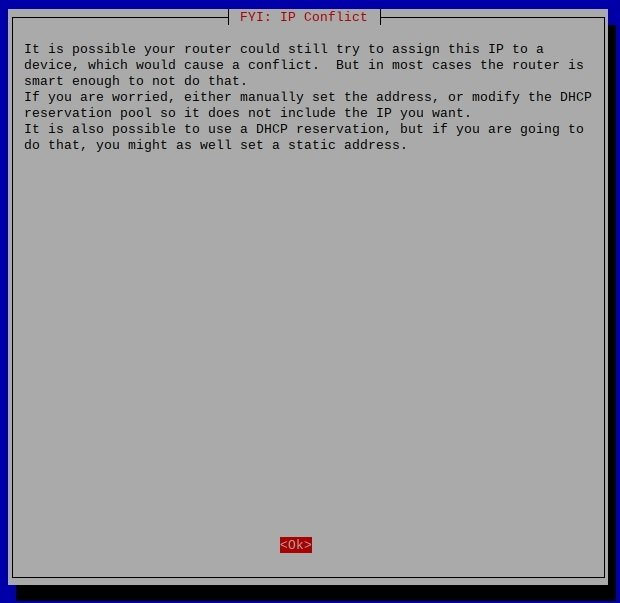 FYI: IP Conflict
It is possible your router could still try to assign this IP to a
device, which would cause a conflict.  But in most cases the router is
smart enough to not do that.
If you are worried, either manually set the address, or modify the DHCP
reservation pool so it does not include the IP you want.
It is also possible to use a DHCP reservation, but if you are going to
do that, you might as well set a static address.
<Ok>